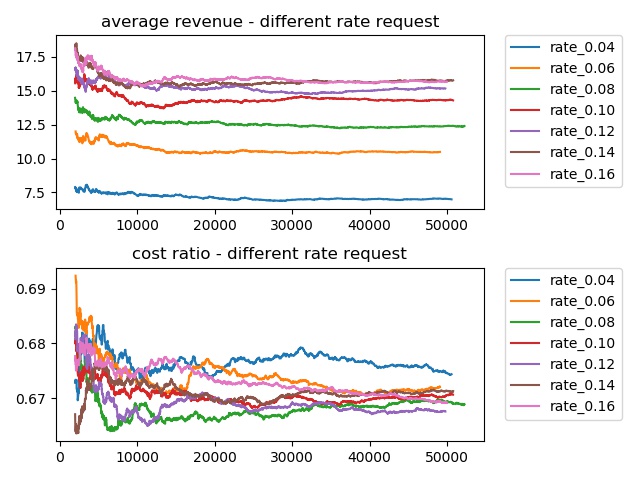 average revenue - different rate request
17.5
15.0
12.5
10.0
7.5
0 10000 20000 30000 40000 50000
rate_0.04
rate_0.06
rate_0.08
rate_0.10
rate_0.12
rate_0.14
rate_0.16
cost ratio - different rate request
0.69
0.68
0.67
0 10000 20000 30000 40000 50000
rate_0.04
rate_0.06
rate_0.08
rate_0.10
rate_0.12
rate_0.14
rate_0.16